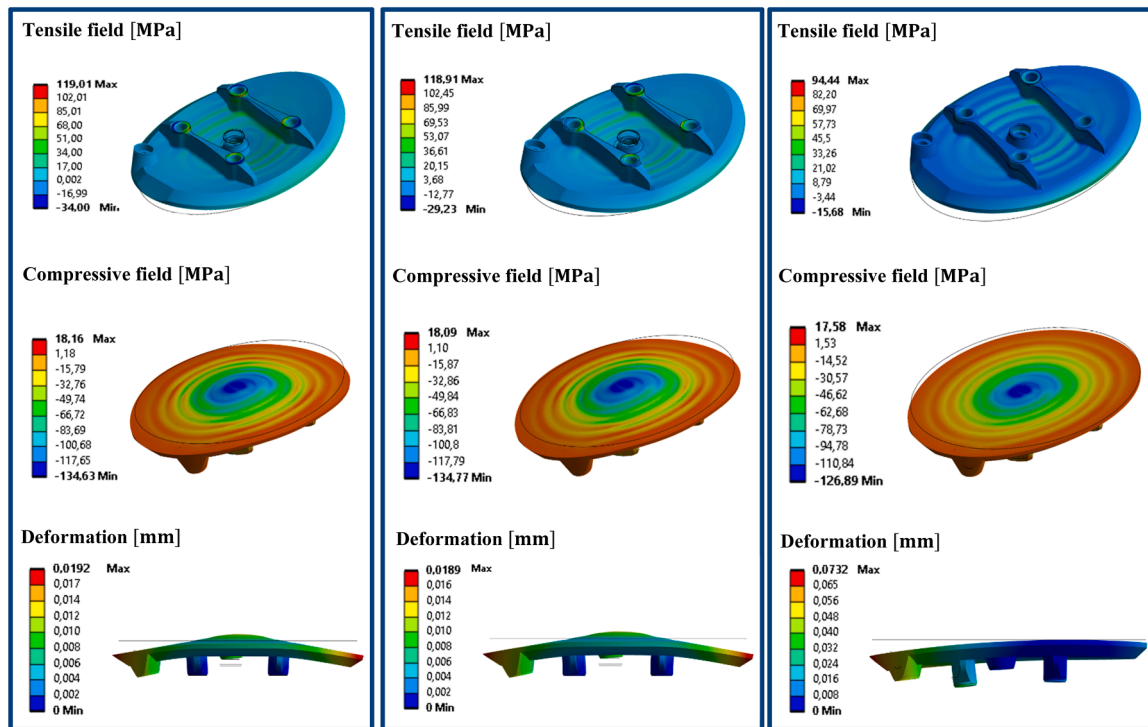 Tensile field [MPa]
119,01 Max
102,01
85,01
68,00
51,00
34,00
17,00
0,002
-16,99
-34,00 Min
Compressive field [MPa]
18,16 Max
1,18
-15,79
-32,76
-49,74
-66,72
-83,69
-100,68
-117,65
-134,63 Min
Deformation [mm]
0,0192 Max
0,017
0,014
0,012
0,010
0,008
0,006
0,004
0,002
0 Min
Tensile field [MPa]
118,91 Max
102,45
85,99
69,53
53,07
36,61
20,15
3,68
-12,77
-29,23 Min
Compressive field [MPa]
18,09 Max
1,10
-15,87
-32,86
-49,84
-66,83
-83,81
-100,8
-117,79
-134,77 Min
Deformation [mm]
0,0189 Max
0,016
0,014
0,012
0,010
0,008
0,006
0,004
0,002
0 Min
Tensile field [MPa]
94,44 Max
82,20
69,97
57,73
45,5
33,26
21,02
8,79
-3,44
-15,68 Min
Compressive field [MPa]
17,58 Max
1,53
-14,52
-30,57
-46,62
-62,68
-78,73
-94,78
-110,84
-126,89 Min
Deformation [mm]
0,0732 Max
0,065
0,056
0,048
0,040
0,032
0,024
0,016
0,008
0 Min